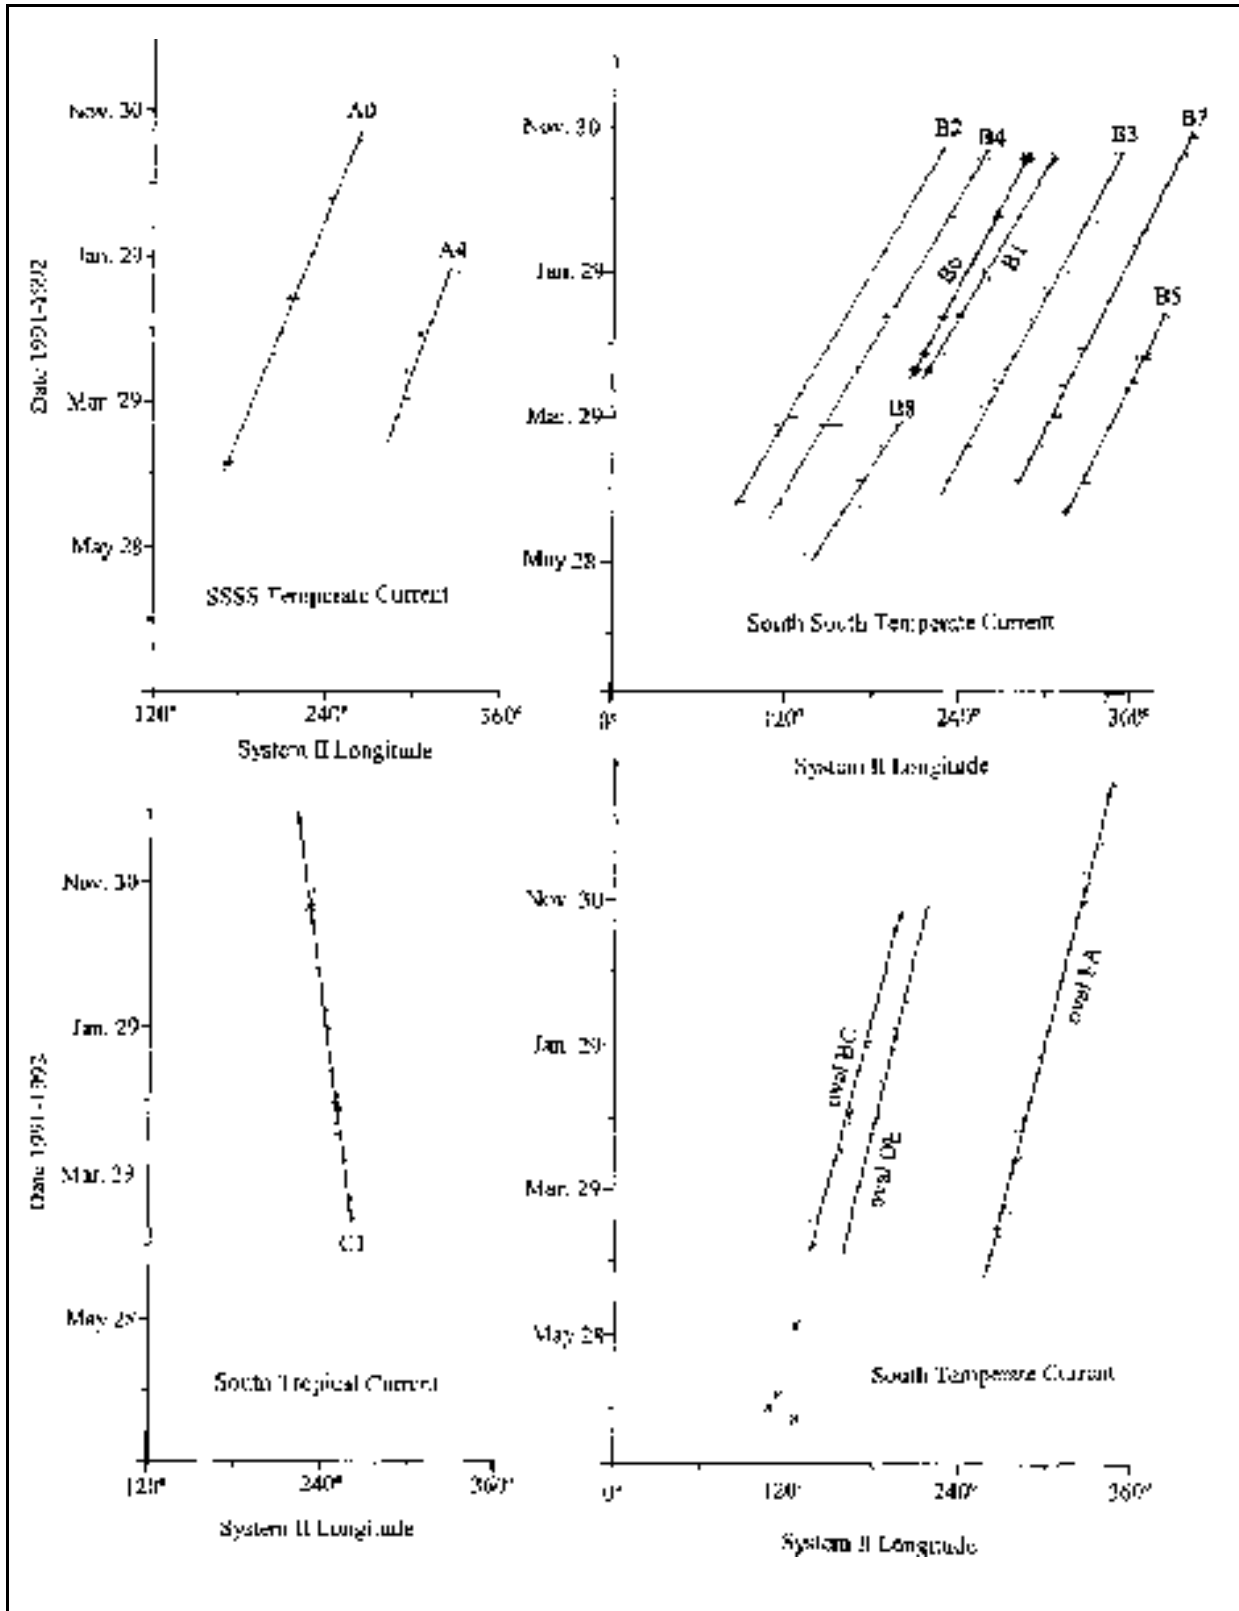 Nov. 30
A0
Jan. 29
A4
Mar. 29
May 28
SSSS Temperate Current
120°
240°
360°
System II Longitude
Date 1991-1992
Nov. 30
B2
B4
B3
B7
Jan. 29
B6
B1
B5
Mar. 29
B8
May 28
South South Temperate Current
0°
120°
240°
360°
System II Longitude
Nov. 30
Jan. 29
Mar. 29
C1
May 28
South Tropical Current
120°
240°
360°
System II Longitude
Nov. 30
oval FA
Jan. 29
oval BC
oval DE
Mar. 29
May 28
South Temperate Current
0°
120°
240°
360°
System II Longitude